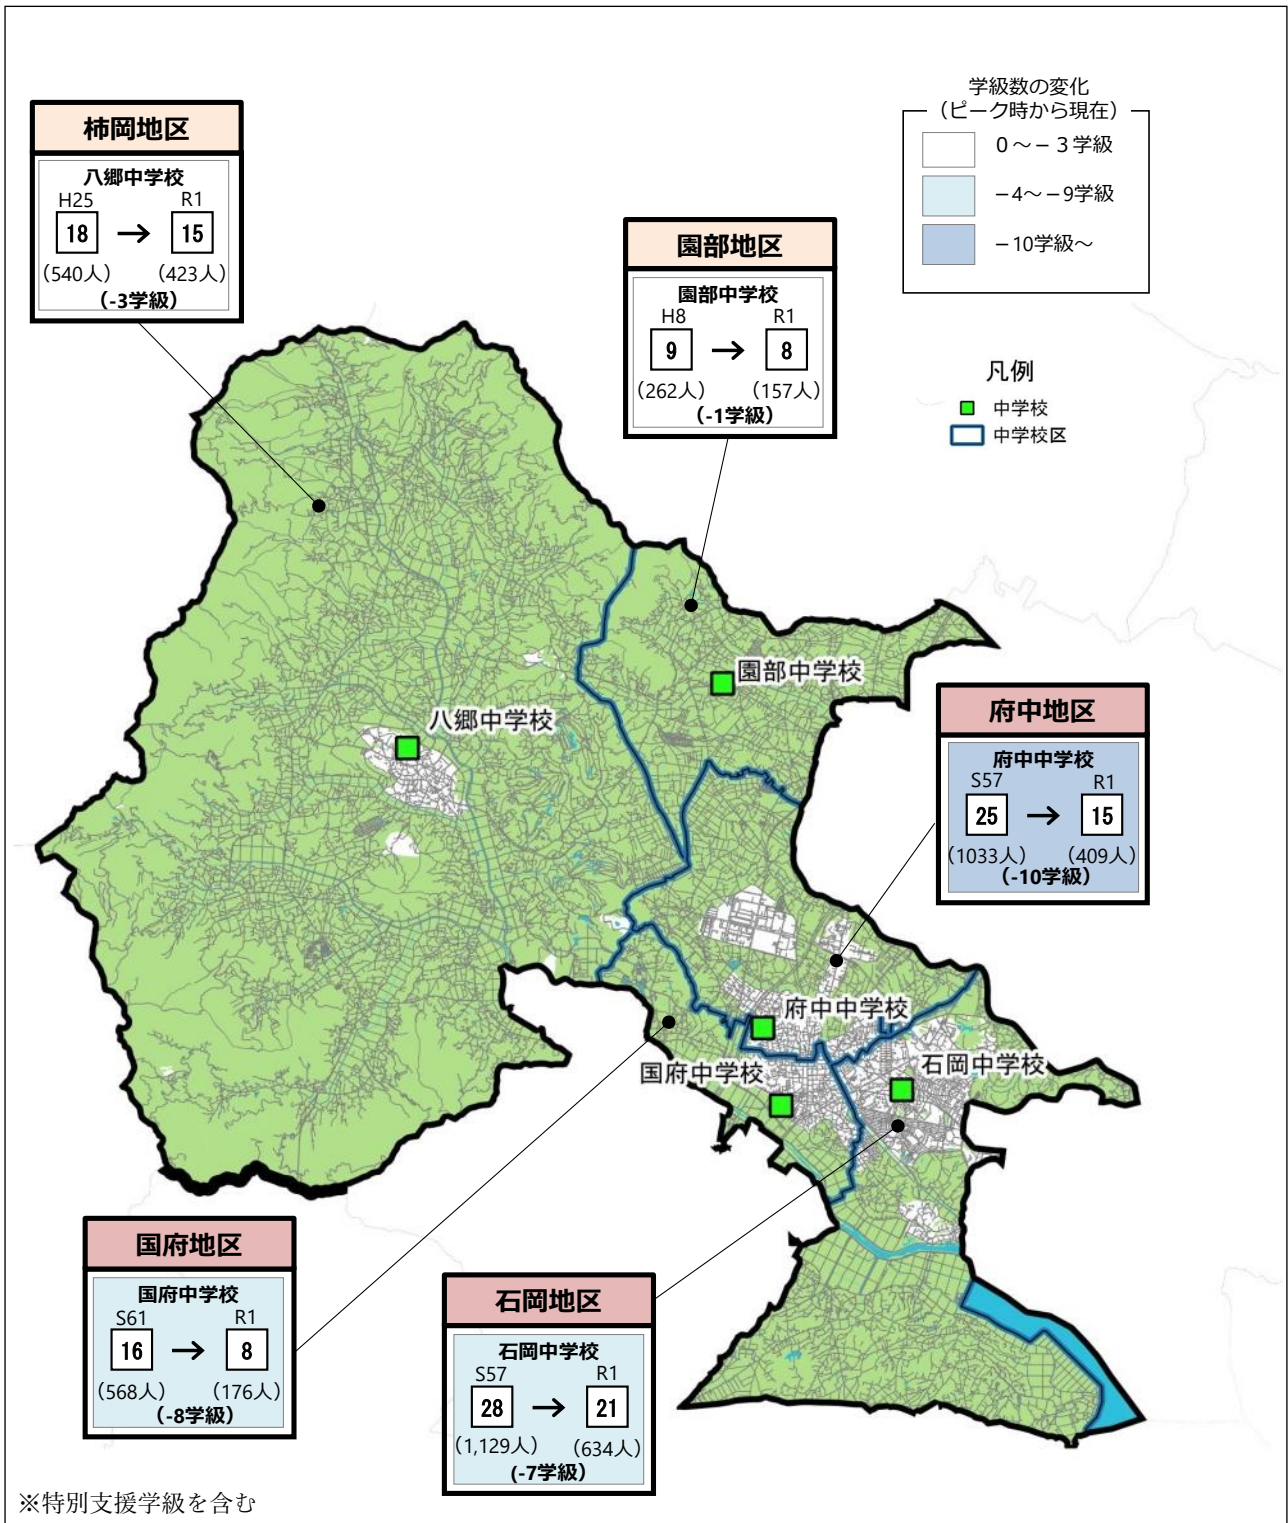 学級数の変化
（ピーク時から現在）
0～－3学級
－4～－9学級
－10学級～
柿岡地区
八郷中学校
H25 R1
18 → 15
（540人） （423人）
（-3学級）
園部地区
園部中学校
H8 R1
9 → 8
（262人） （157人）
（-1学級）
凡例
中学校
中学校区
園部中学校
八郷中学校
府中地区
府中中学校
S57 R1
25 → 15
（1033人） （409人）
（-10学級）
府中中学校
石岡中学校
国府中学校
国府地区
国府中学校
S61 R1
16 → 8
（568人） （176人）
（-8学級）
石岡地区
石岡中学校
S57 R1
28 → 21
（1,129人） （634人）
（-7学級）
※特別支援学級を含む